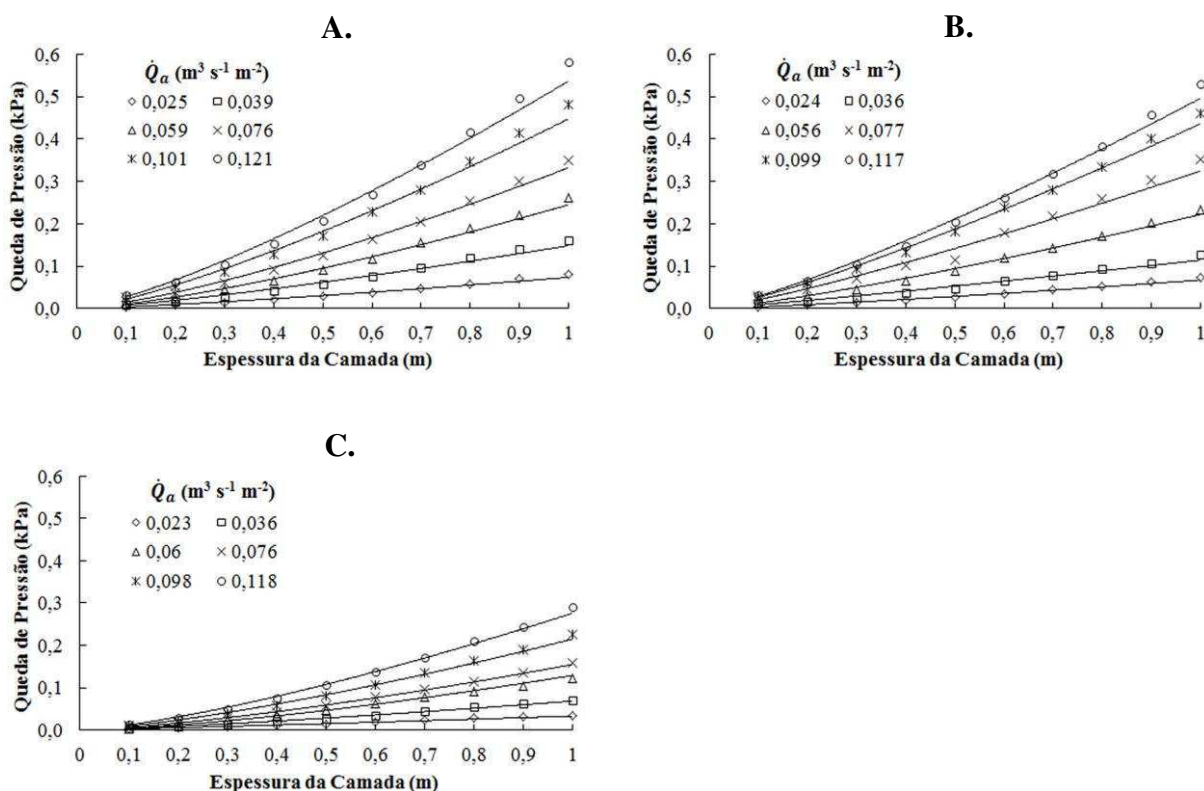 A.
Queda de Pressão (kPa)
0,6
0,5
0,4
0,3
0,2
0,1
0,0
Q̇a (m³ s⁻¹ m⁻²)
0,025 0,039
0,059 0,076
0,101 0,121
0,1 0,2 0,3 0,4 0,5 0,6 0,7 0,8 0,9 1
Espessura da Camada (m)
B.
Queda de Pressão (kPa)
0,6
0,5
0,4
0,3
0,2
0,1
0,0
Q̇a (m³ s⁻¹ m⁻²)
0,024 0,036
0,056 0,077
0,099 0,117
0,1 0,2 0,3 0,4 0,5 0,6 0,7 0,8 0,9 1
Espessura da Camada (m)
C.
Queda de Pressão (kPa)
0,6
0,5
0,4
0,3
0,2
0,1
0,0
Q̇a (m³ s⁻¹ m⁻²)
0,023 0,036
0,06 0,076
0,098 0,118
0 0,1 0,2 0,3 0,4 0,5 0,6 0,7 0,8 0,9 1
Espessura da Camada (m)